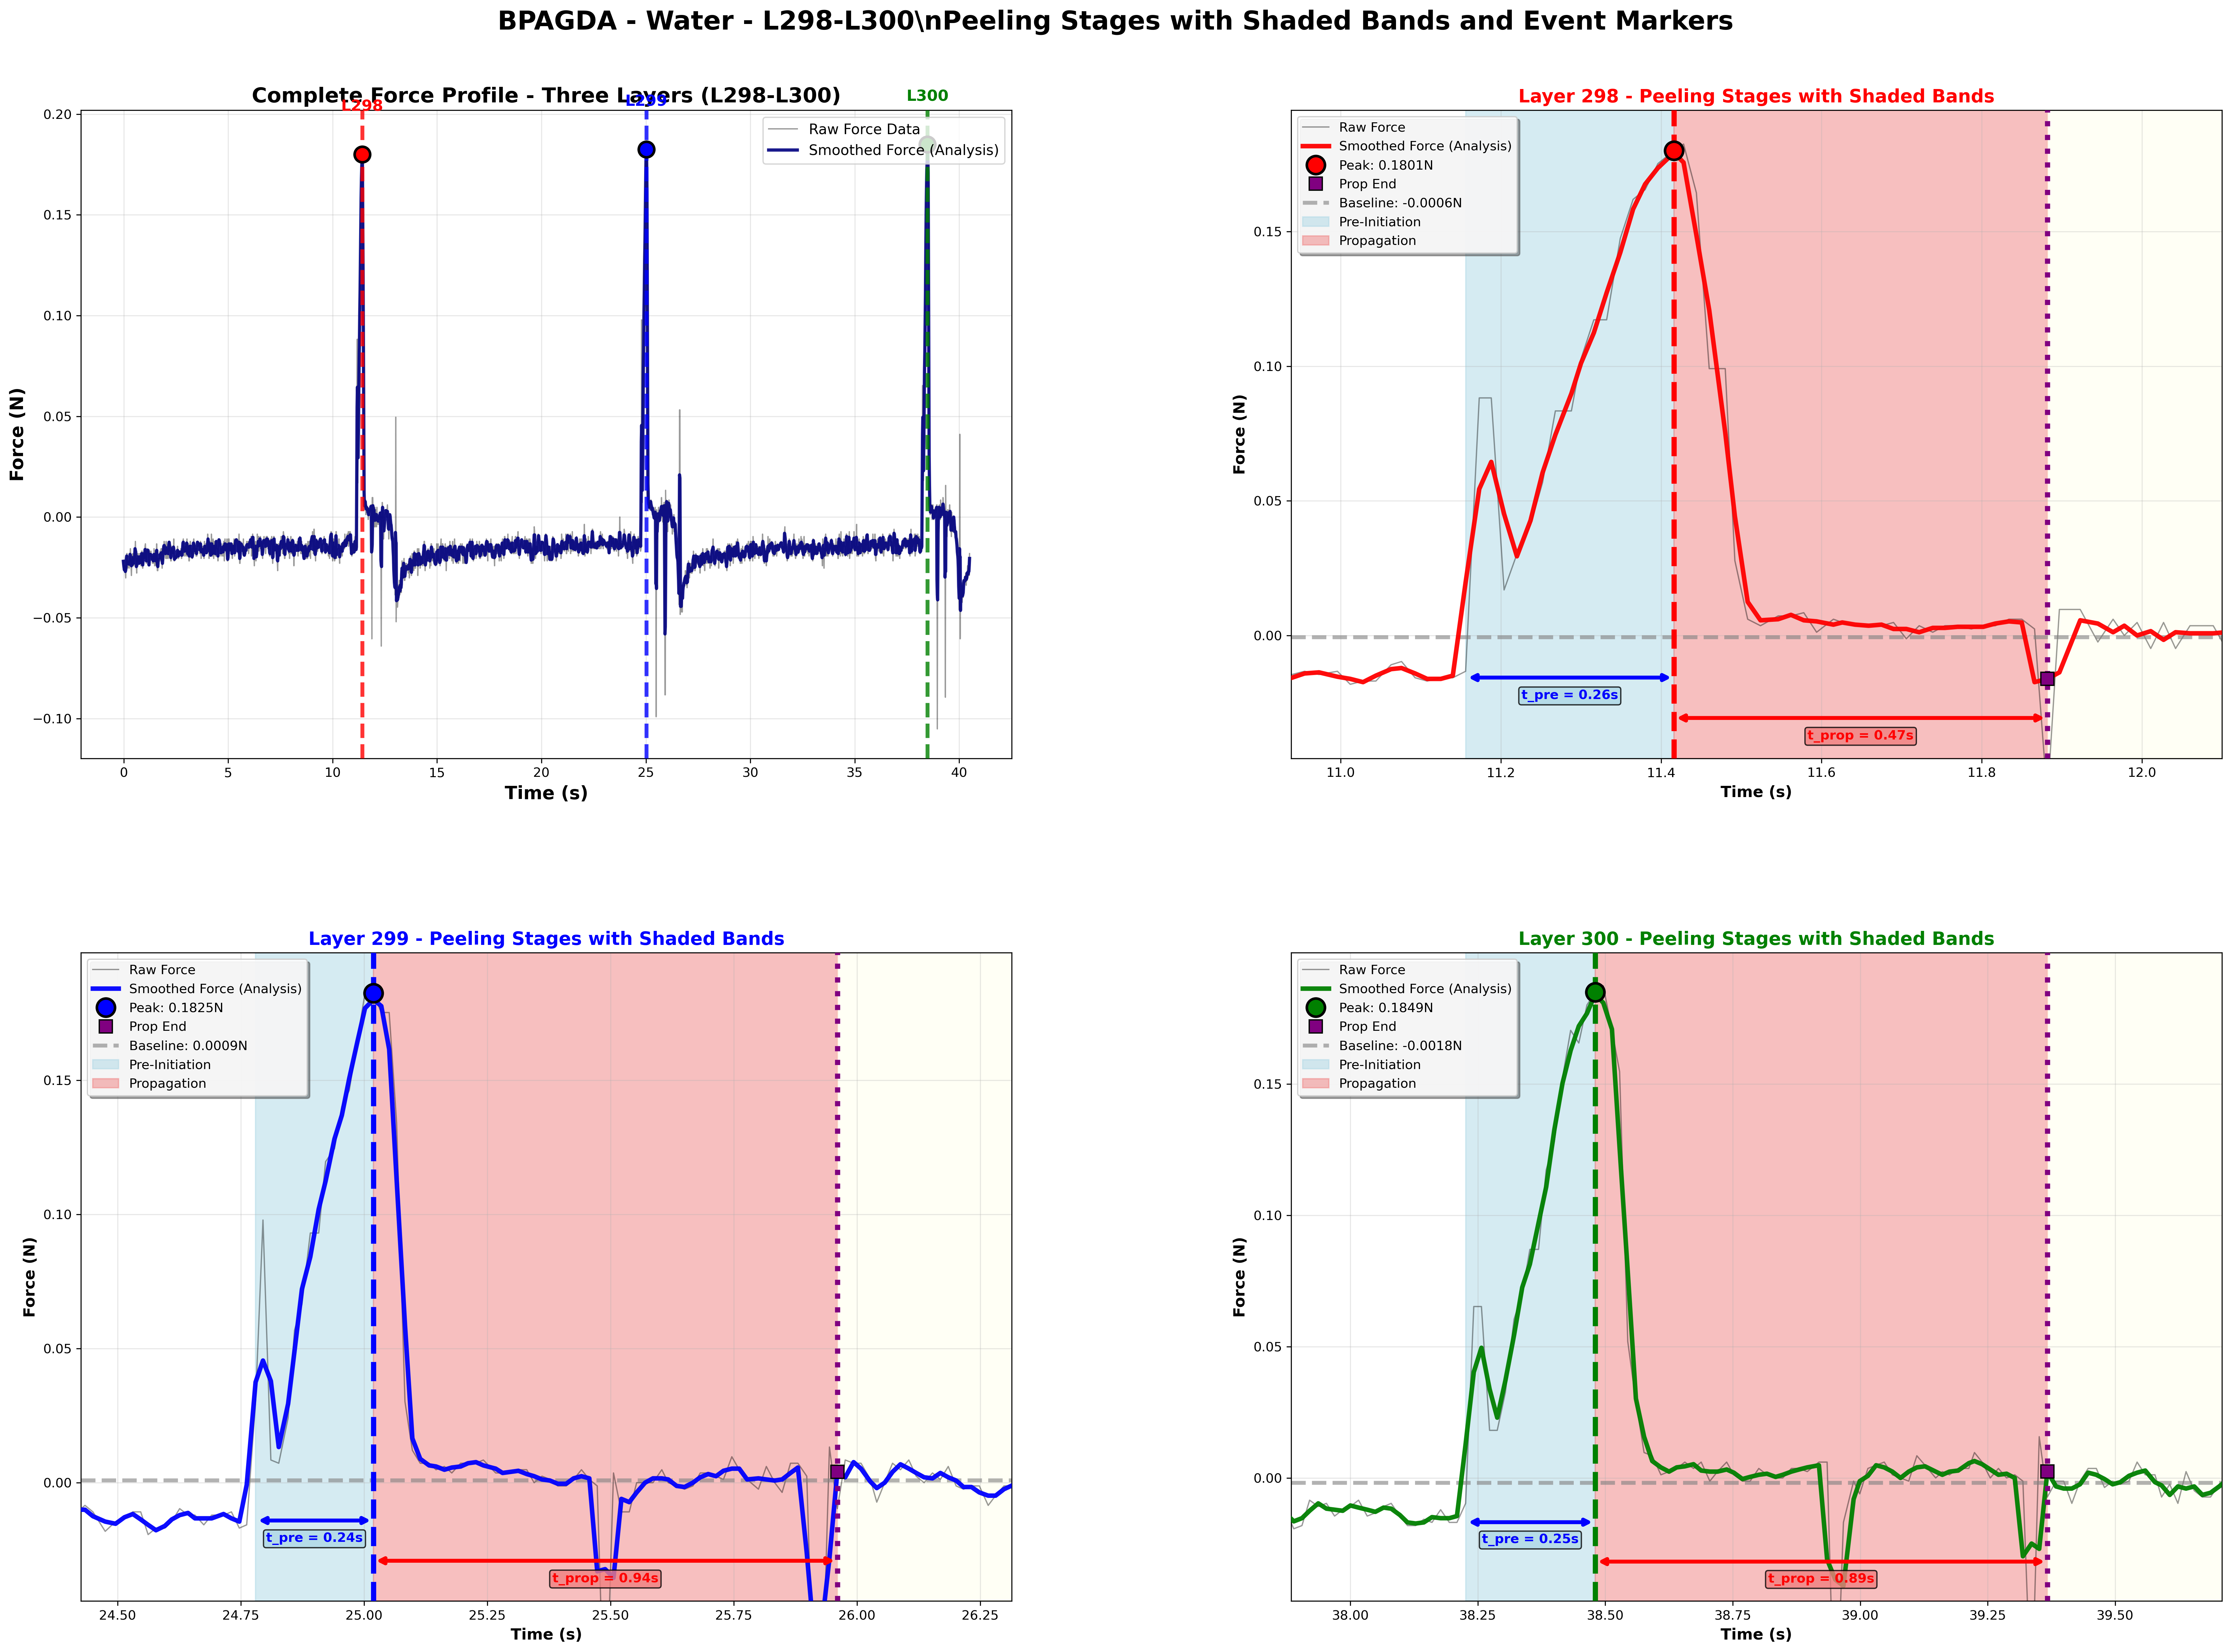 BPAGDA - Water - L298-L300\nPeeling Stages with Shaded Bands and Event Markers
Complete Force Profile - Three Layers (L298-L300)
L298
L299
L300
Raw Force Data
Smoothed Force (Analysis)
Force (N)
0.20
0.15
0.10
0.05
0.00
−0.05
−0.10
0 5 10 15 20 25 30 35 40
Time (s)
Layer 298 - Peeling Stages with Shaded Bands
Raw Force
Smoothed Force (Analysis)
Peak: 0.1801N
Prop End
Baseline: -0.0006N
Pre-Initiation
Propagation
Force (N)
0.15
0.10
0.05
0.00
t_pre = 0.26s
t_prop = 0.47s
11.0 11.2 11.4 11.6 11.8 12.0
Time (s)
Layer 299 - Peeling Stages with Shaded Bands
Raw Force
Smoothed Force (Analysis)
Peak: 0.1825N
Prop End
Baseline: 0.0009N
Pre-Initiation
Propagation
Force (N)
0.15
0.10
0.05
0.00
t_pre = 0.24s
t_prop = 0.94s
24.50 24.75 25.00 25.25 25.50 25.75 26.00 26.25
Time (s)
Layer 300 - Peeling Stages with Shaded Bands
Raw Force
Smoothed Force (Analysis)
Peak: 0.1849N
Prop End
Baseline: -0.0018N
Pre-Initiation
Propagation
Force (N)
0.15
0.10
0.05
0.00
t_pre = 0.25s
t_prop = 0.89s
38.00 38.25 38.50 38.75 39.00 39.25 39.50
Time (s)